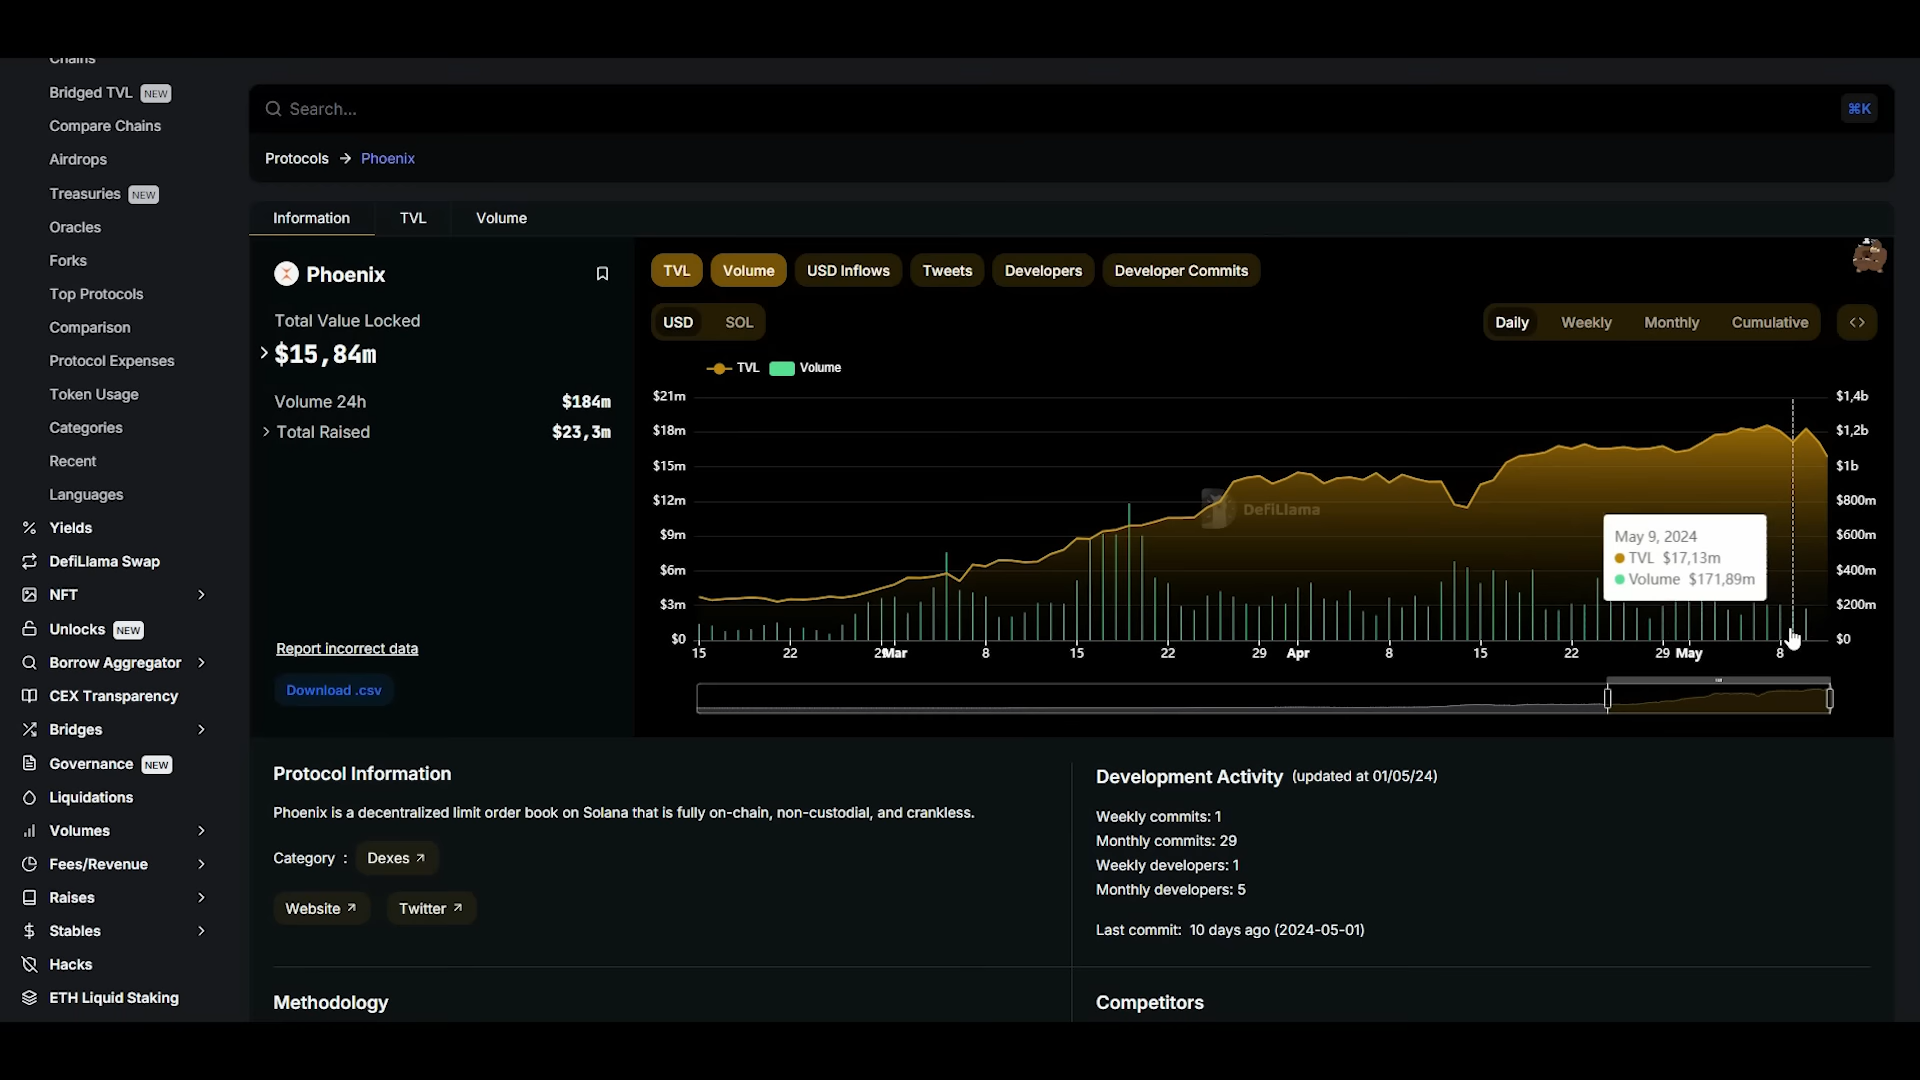 Chains
Bridged TVL NEW
Compare Chains
Airdrops
Treasuries NEW
Oracles
Forks
Top Protocols
Comparison
Protocol Expenses
Token Usage
Categories
Recent
Languages
Yields
DefiLlama Swap
NFT
Unlocks NEW
Borrow Aggregator
CEX Transparency
Bridges
Governance NEW
Liquidations
Volumes
Fees/Revenue
Raises
Stables
Hacks
ETH Liquid Staking
Search...
⌘K
Protocols → Phoenix
Information TVL Volume
Phoenix
Total Value Locked
$15,84m
Volume 24h $184m
Total Raised $23,3m
Report incorrect data
Download .csv
TVL Volume USD Inflows Tweets Developers Developer Commits
USD SOL
Daily Weekly Monthly Cumulative <>
TVL Volume
$21m $1,4b
$18m $1,2b
$15m $1b
$12m $800m
$9m $600m
$6m $400m
$3m $200m
$0 $0
DefiLlama
May 9, 2024
TVL $17,13m
Volume $171,89m
15 22 29 Mar 8 15 22 29 Apr 8 15 22 29 May 8
Protocol Information
Phoenix is a decentralized limit order book on Solana that is fully on-chain, non-custodial, and crankless.
Category : Dexes
Website Twitter
Development Activity (updated at 01/05/24)
Weekly commits: 1
Monthly commits: 29
Weekly developers: 1
Monthly developers: 5
Last commit: 10 days ago (2024-05-01)
Methodology
Competitors